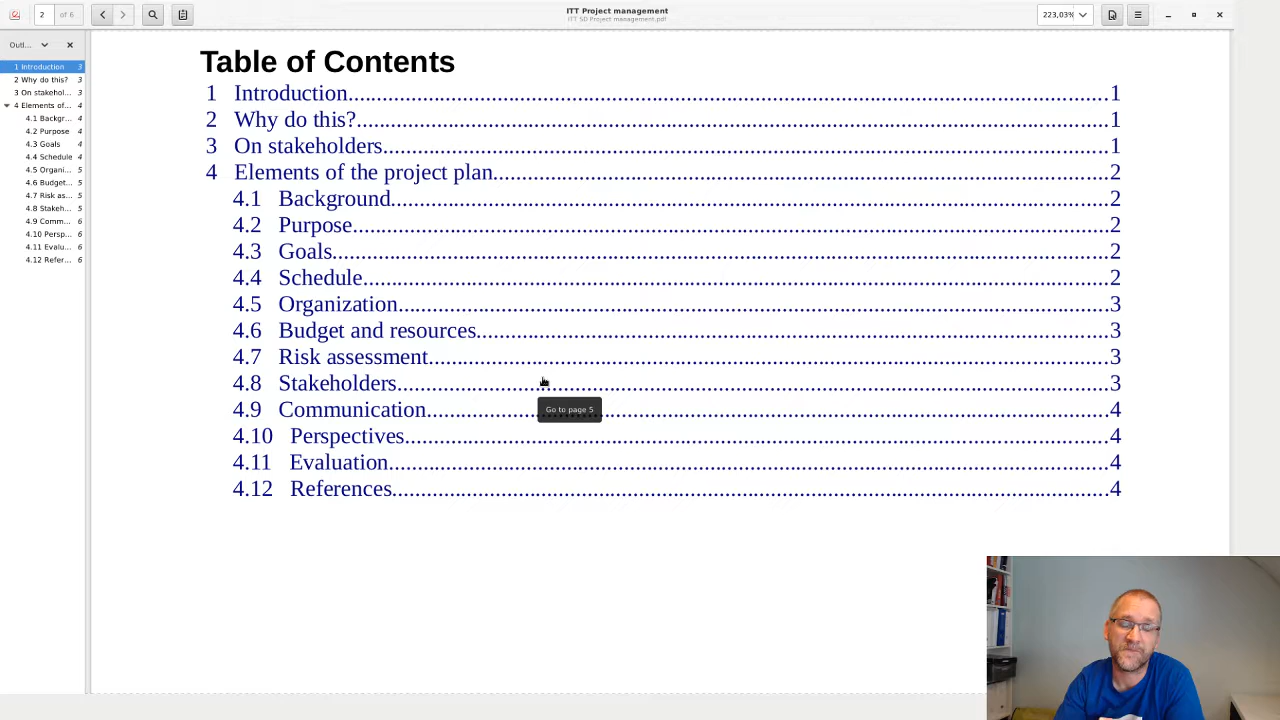 2
of 6
ITT Project management
ITT SD Project management.pdf
223,03%
Outl...
1 Introduction 3
2 Why do this? 3
3 On stakehol... 3
4 Elements of... 4
4.1 Backgr... 4
4.2 Purpose 4
4.3 Goals 4
4.4 Schedule 4
4.5 Organi... 5
4.6 Budget... 5
4.7 Risk as... 5
4.8 Stakeh... 5
4.9 Comm... 6
4.10 Persp... 6
4.11 Evalu... 6
4.12 Refer... 6
Table of Contents
1 Introduction 1
2 Why do this? 1
3 On stakeholders 1
4 Elements of the project plan 2
4.1 Background 2
4.2 Purpose 2
4.3 Goals 2
4.4 Schedule 2
4.5 Organization 3
4.6 Budget and resources 3
4.7 Risk assessment 3
4.8 Stakeholders 3
Go to page 5
4.9 Communication 4
4.10 Perspectives 4
4.11 Evaluation 4
4.12 References 4